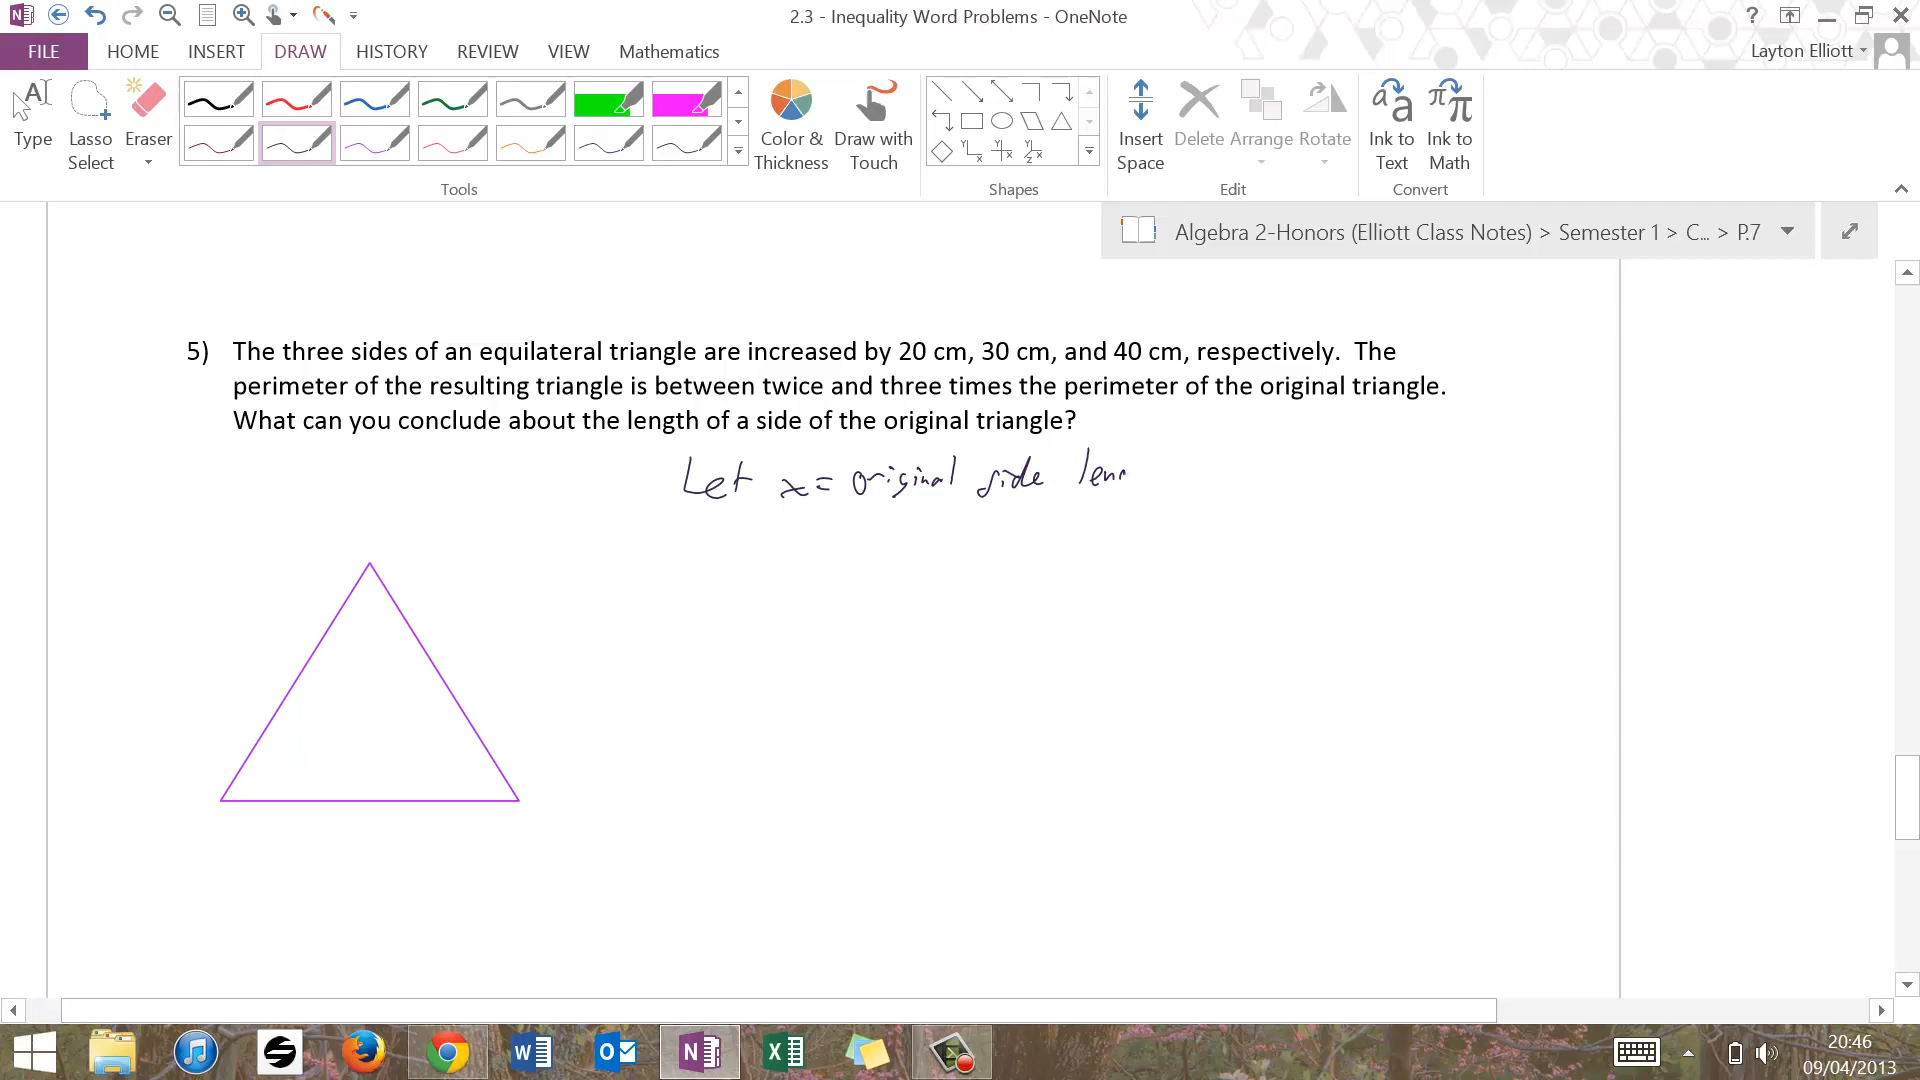 2.3 - Inequality Word Problems - OneNote
?
FILE HOME INSERT DRAW HISTORY REVIEW VIEW Mathematics
Layton Elliott
Type
Lasso Select
Eraser
Color & Thickness
Draw with Touch
Insert Space
Delete
Arrange
Rotate
Ink to Text
Ink to Math
Tools
Shapes
Edit
Convert
Algebra 2-Honors (Elliott Class Notes) > Semester 1 > C... > P.7
5) The three sides of an equilateral triangle are increased by 20 cm, 30 cm, and 40 cm, respectively. The
perimeter of the resulting triangle is between twice and three times the perimeter of the original triangle.
What can you conclude about the length of a side of the original triangle?
Let x = original side len
20:46
09/04/2013